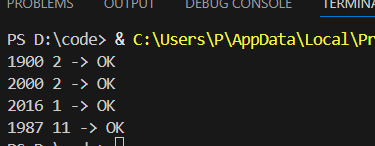 PROBLEMS OUTPUT DEBUG CONSOLE
PS D:\code> & C:\Users\P\AppData\Local\Pr
1900 2 -> OK
2000 2 -> OK
2016 1 -> OK
1987 11 -> OK
PS D:\code>